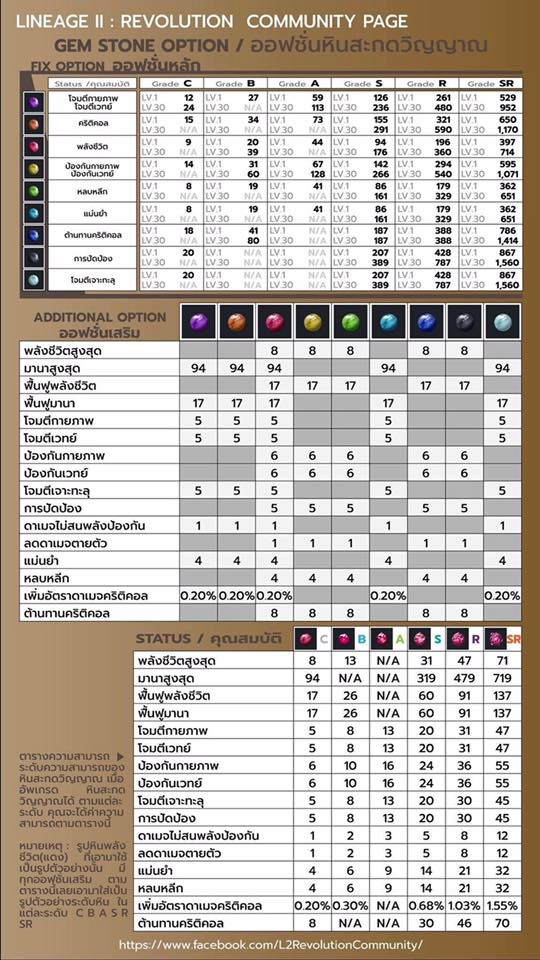 LINEAGE II : REVOLUTION COMMUNITY PAGE
GEM STONE OPTION / ออฟชั่นหินสะกดวิญญาณ
FIX OPTION ออฟชั่นหลัก
Status /คุณสมบัติ Grade C Grade B Grade A Grade S Grade R Grade SR
โจมตีกายภาพ LV.1 12 LV.1 27 LV.1 59 LV.1 126 LV.1 261 LV.1 529
โจมตีเวทย์ LV.30 24 LV.30 N/A LV.30 113 LV.30 236 LV.30 480 LV.30 952
คริติคอล LV.1 15 LV.1 34 LV.1 73 LV.1 155 LV.1 321 LV.1 650
LV.30 N/A LV.30 N/A LV.30 N/A LV.30 291 LV.30 590 LV.30 1,170
พลังชีวิต LV.1 9 LV.1 20 LV.1 44 LV.1 94 LV.1 196 LV.1 397
LV.30 N/A LV.30 39 LV.30 N/A LV.30 176 LV.30 360 LV.30 714
ป้องกันกายภาพ LV.1 14 LV.1 31 LV.1 67 LV.1 142 LV.1 294 LV.1 595
ป้องกันเวทย์ LV.30 N/A LV.30 60 LV.30 128 LV.30 266 LV.30 540 LV.30 1,071
หลบหลีก LV.1 8 LV.1 19 LV.1 41 LV.1 86 LV.1 179 LV.1 362
LV.30 N/A LV.30 N/A LV.30 N/A LV.30 161 LV.30 329 LV.30 651
แม่นยำ LV.1 8 LV.1 19 LV.1 41 LV.1 86 LV.1 179 LV.1 362
LV.30 N/A LV.30 N/A LV.30 N/A LV.30 161 LV.30 329 LV.30 651
ต้านทานคริติคอล LV.1 18 LV.1 41 LV.1 N/A LV.1 187 LV.1 388 LV.1 786
LV.30 N/A LV.30 80 LV.30 N/A LV.30 187 LV.30 388 LV.30 1,414
การปัดป้อง LV.1 20 LV.1 N/A LV.1 N/A LV.1 207 LV.1 428 LV.1 867
LV.30 N/A LV.30 N/A LV.30 N/A LV.30 389 LV.30 787 LV.30 1,560
โจมตีเจาะทะลุ LV.1 20 LV.1 N/A LV.1 N/A LV.1 207 LV.1 428 LV.1 867
LV.30 N/A LV.30 N/A LV.30 N/A LV.30 389 LV.30 787 LV.30 1,560
ADDITIONAL OPTION
ออฟชั่นเสริม
พลังชีวิตสูงสุด 8 8 8 8 8
มานาสูงสุด 94 94 94 94 94
ฟื้นฟูพลังชีวิต 17 17 17 17 17
ฟื้นฟูมานา 17 17 17 17 17
โจมตีกายภาพ 5 5 5 5 5
โจมตีเวทย์ 5 5 5 5 5
ป้องกันกายภาพ 6 6 6 6 6
ป้องกันเวทย์ 6 6 6 6 6
โจมตีเจาะทะลุ 5 5 5 5 5
การปัดป้อง 5 5 5 5 5
ดาเมจไม่สนพลังป้องกัน 1 1 1 1 1
ลดดาเมจตายตัว 1 1 1 1 1
แม่นยำ 4 4 4 4 4
หลบหลีก 4 4 4 4 4
เพิ่มอัตราดาเมจคริติคอล 0.20% 0.20% 0.20% 0.20% 0.20%
ต้านทานคริติคอล 8 8 8 8 8
STATUS / คุณสมบัติ C B A S R SR
พลังชีวิตสูงสุด 8 13 N/A 31 47 71
มานาสูงสุด 94 N/A N/A 319 479 719
ฟื้นฟูพลังชีวิต 17 26 N/A 60 91 137
ฟื้นฟูมานา 17 26 N/A 60 91 137
โจมตีกายภาพ 5 8 13 20 31 47
โจมตีเวทย์ 5 8 13 20 31 47
ป้องกันกายภาพ 6 10 16 24 36 55
ป้องกันเวทย์ 6 10 16 24 36 55
โจมตีเจาะทะลุ 5 8 13 20 30 45
การปัดป้อง 5 8 13 20 30 45
ดาเมจไม่สนพลังป้องกัน 1 2 3 5 8 12
ลดดาเมจตายตัว 1 2 3 5 8 12
แม่นยำ 4 6 9 14 21 32
หลบหลีก 4 6 9 14 21 32
เพิ่มอัตราดาเมจคริติคอล 0.20% 0.30% N/A 0.68% 1.03% 1.55%
ต้านทานคริติคอล 8 N/A N/A 30 46 70
ตารางความสามารถ ▶
ระดับความสามารถของ
หินสะกดวิญญาณ เมื่อ
อัพเกรด หินสะกด
วิญญาณได้ ตามแต่ละ
ระดับ คุณจะได้ค่าความ
สามารถตามตารางนี้
หมายเหตุ : รูปหินพลัง
ชีวิต(แดง) ที่เอามาใช้
เป็นรูปตัวอย่างนั้น มี
ทุกออฟชั่นเสริม ตาม
ตารางนี้เลยเอามาใส่เป็น
รูปตัวอย่างระดับหิน ใน
แต่ละระดับ C B A S R
SR
https://www.facebook.com/L2RevolutionCommunity/